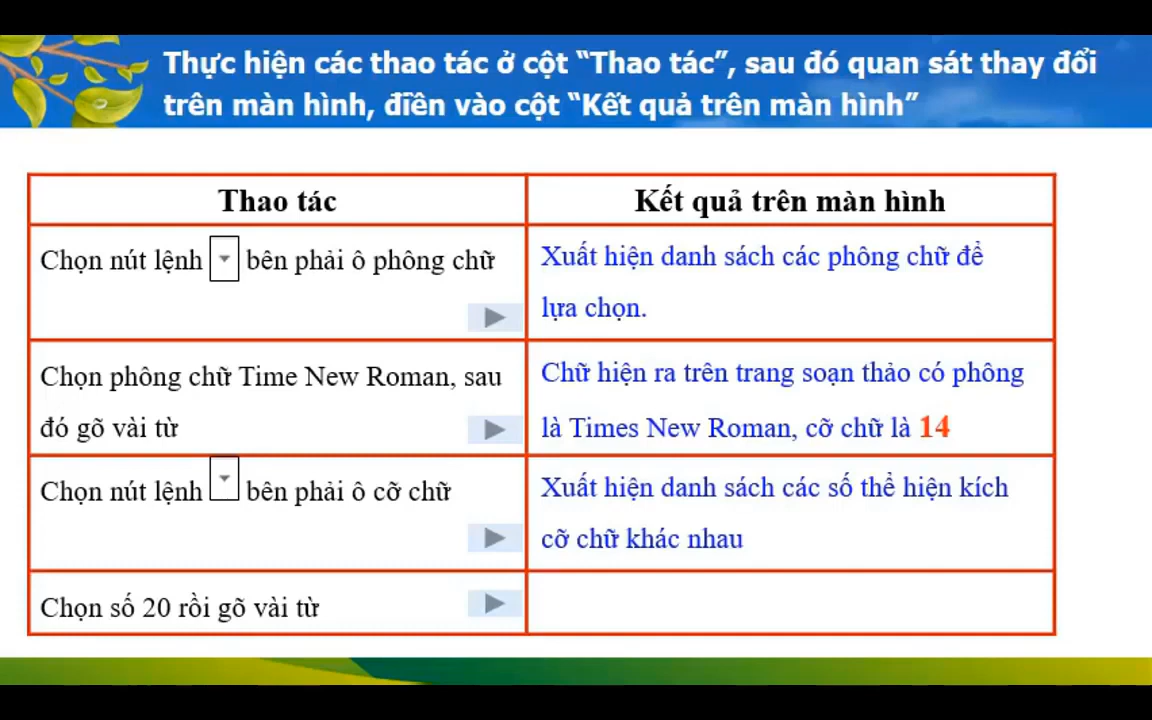 Thực hiện các thao tác ở cột “Thao tác”, sau đó quan sát thay đổi
trên màn hình, điền vào cột “Kết quả trên màn hình”
Thao tác
Kết quả trên màn hình
Chọn nút lệnh bên phải ô phông chữ
Xuất hiện danh sách các phông chữ để
lựa chọn.
Chọn phông chữ Time New Roman, sau
đó gõ vài từ
Chữ hiện ra trên trang soạn thảo có phông
là Times New Roman, cỡ chữ là 14
Chọn nút lệnh bên phải ô cỡ chữ
Xuất hiện danh sách các số thể hiện kích
cỡ chữ khác nhau
Chọn số 20 rồi gõ vài từ